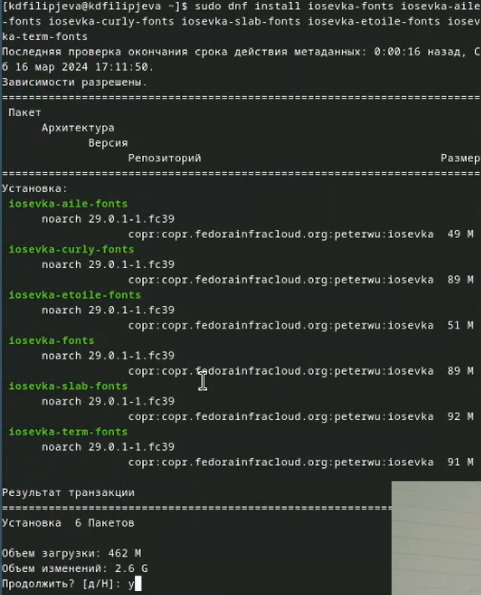 [kdfilipjeva@kdfilipjeva ~]$ sudo dnf install iosevka-fonts iosevka-aile
-fonts iosevka-curly-fonts iosevka-slab-fonts iosevka-etoile-fonts iosev
ka-term-fonts
Последняя проверка окончания срока действия метаданных: 0:00:16 назад, С
б 16 мар 2024 17:11:50.
Зависимости разрешены.
================================================================
Пакет
Архитектура
Версия
Репозиторий Размер
================================================================
Установка:
iosevka-aile-fonts
noarch 29.0.1-1.fc39
copr:copr.fedorainfracloud.org:peterwu:iosevka 49 M
iosevka-curly-fonts
noarch 29.0.1-1.fc39
copr:copr.fedorainfracloud.org:peterwu:iosevka 89 M
iosevka-etoile-fonts
noarch 29.0.1-1.fc39
copr:copr.fedorainfracloud.org:peterwu:iosevka 51 M
iosevka-fonts
noarch 29.0.1-1.fc39
copr:copr.fedorainfracloud.org:peterwu:iosevka 89 M
iosevka-slab-fonts
noarch 29.0.1-1.fc39
copr:copr.fedorainfracloud.org:peterwu:iosevka 92 M
iosevka-term-fonts
noarch 29.0.1-1.fc39
copr:copr.fedorainfracloud.org:peterwu:iosevka 91 M
Результат транзакции
================================================================
Установка 6 Пакетов
Объем загрузки: 462 M
Объем изменений: 2.6 G
Продолжить? [д/Н]: y